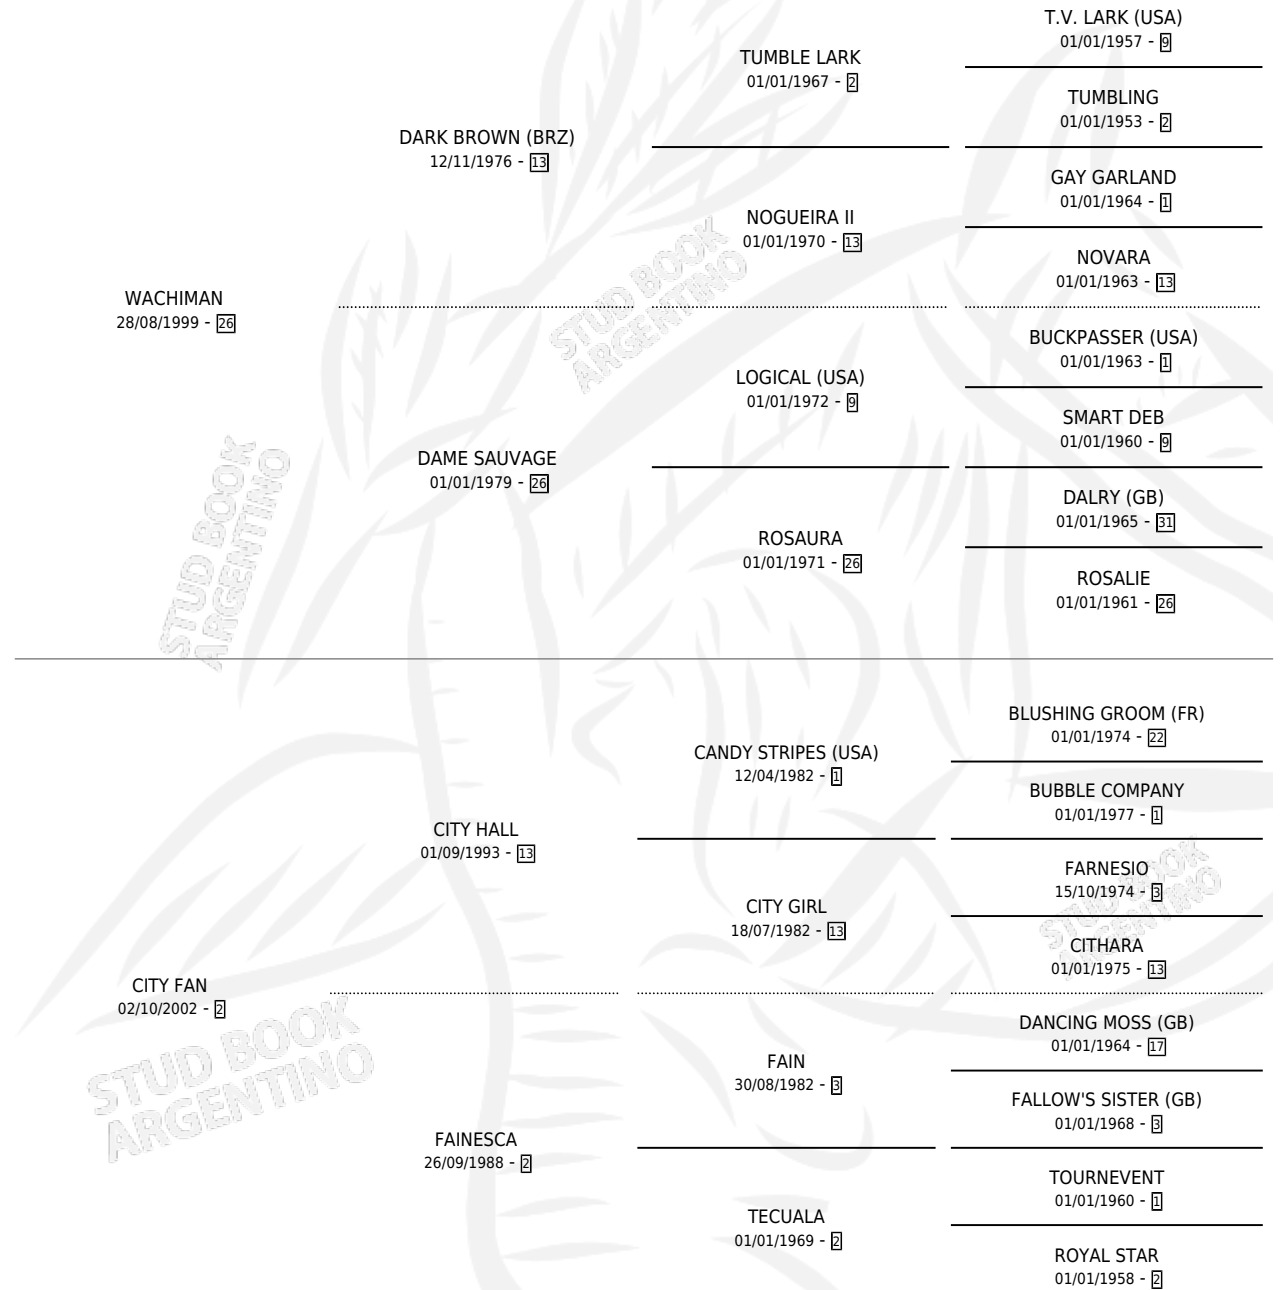 T.V. LARK (USA)
01/01/1957 - 9
TUMBLE LARK
01/01/1967 - 2
TUMBLING
01/01/1953 - 2
DARK BROWN (BRZ)
12/11/1976 - 13
GAY GARLAND
01/01/1964 - 1
NOGUEIRA II
01/01/1970 - 13
NOVARA
01/01/1963 - 13
WACHIMAN
28/08/1999 - 26
BUCKPASSER (USA)
01/01/1963 - 1
LOGICAL (USA)
01/01/1972 - 9
SMART DEB
01/01/1960 - 9
DAME SAUVAGE
01/01/1979 - 26
DALRY (GB)
01/01/1965 - 31
ROSAURA
01/01/1971 - 26
ROSALIE
01/01/1961 - 26
BLUSHING GROOM (FR)
01/01/1974 - 22
CANDY STRIPES (USA)
12/04/1982 - 1
BUBBLE COMPANY
01/01/1977 - 1
CITY HALL
01/09/1993 - 13
FARNESIO
15/10/1974 - 3
CITY GIRL
18/07/1982 - 13
CITHARA
01/01/1975 - 13
CITY FAN
02/10/2002 - 2
DANCING MOSS (GB)
01/01/1964 - 17
FAIN
30/08/1982 - 3
FALLOW'S SISTER (GB)
01/01/1968 - 3
FAINESCA
26/09/1988 - 2
TOURNEVENT
01/01/1960 - 1
TECUALA
01/01/1969 - 2
ROYAL STAR
01/01/1958 - 2
STUD BOOK
ARGENTINO
STUD BOOK
ARGENTINO
STUD BOOK
ARGENTINO
STUD BOOK
ARGENTINO